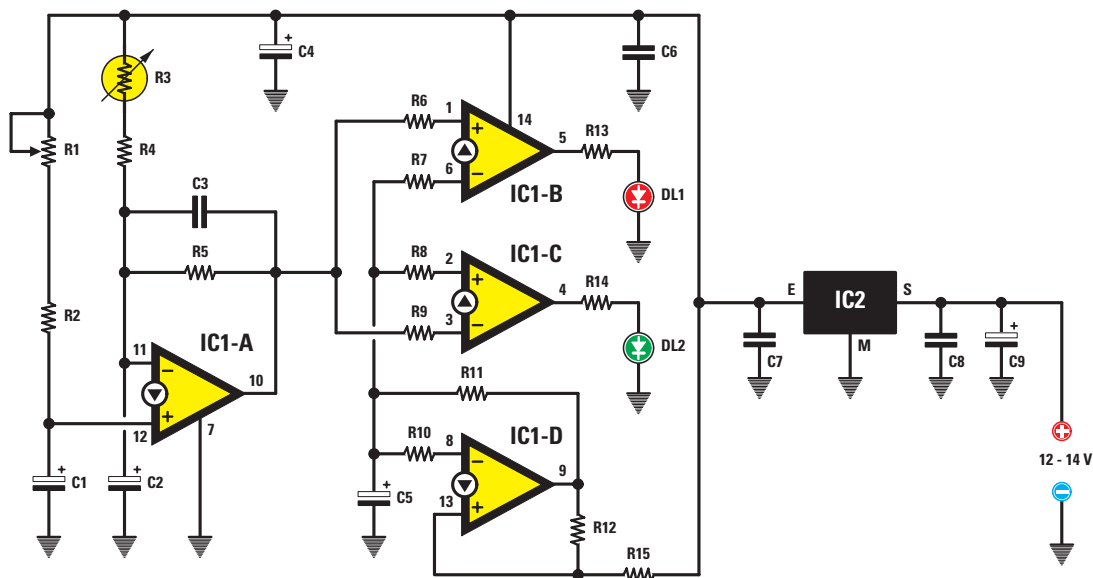 C4
+
C6
R3
R1
R4
R6
1
+
14
5
R13
R7
6
−
IC1-B
DL1
C3
R5
IC1-C
R8
2
+
4
R14
R9
3
−
DL2
R2
IC1-A
11
−
10
+
12
7
E
IC2
S
M
C7
C8
+
C9
R11
R10
8
−
IC1-D
9
13
+
R12
R15
+
C1
+
C2
+
C5
+
12 - 14 V
−